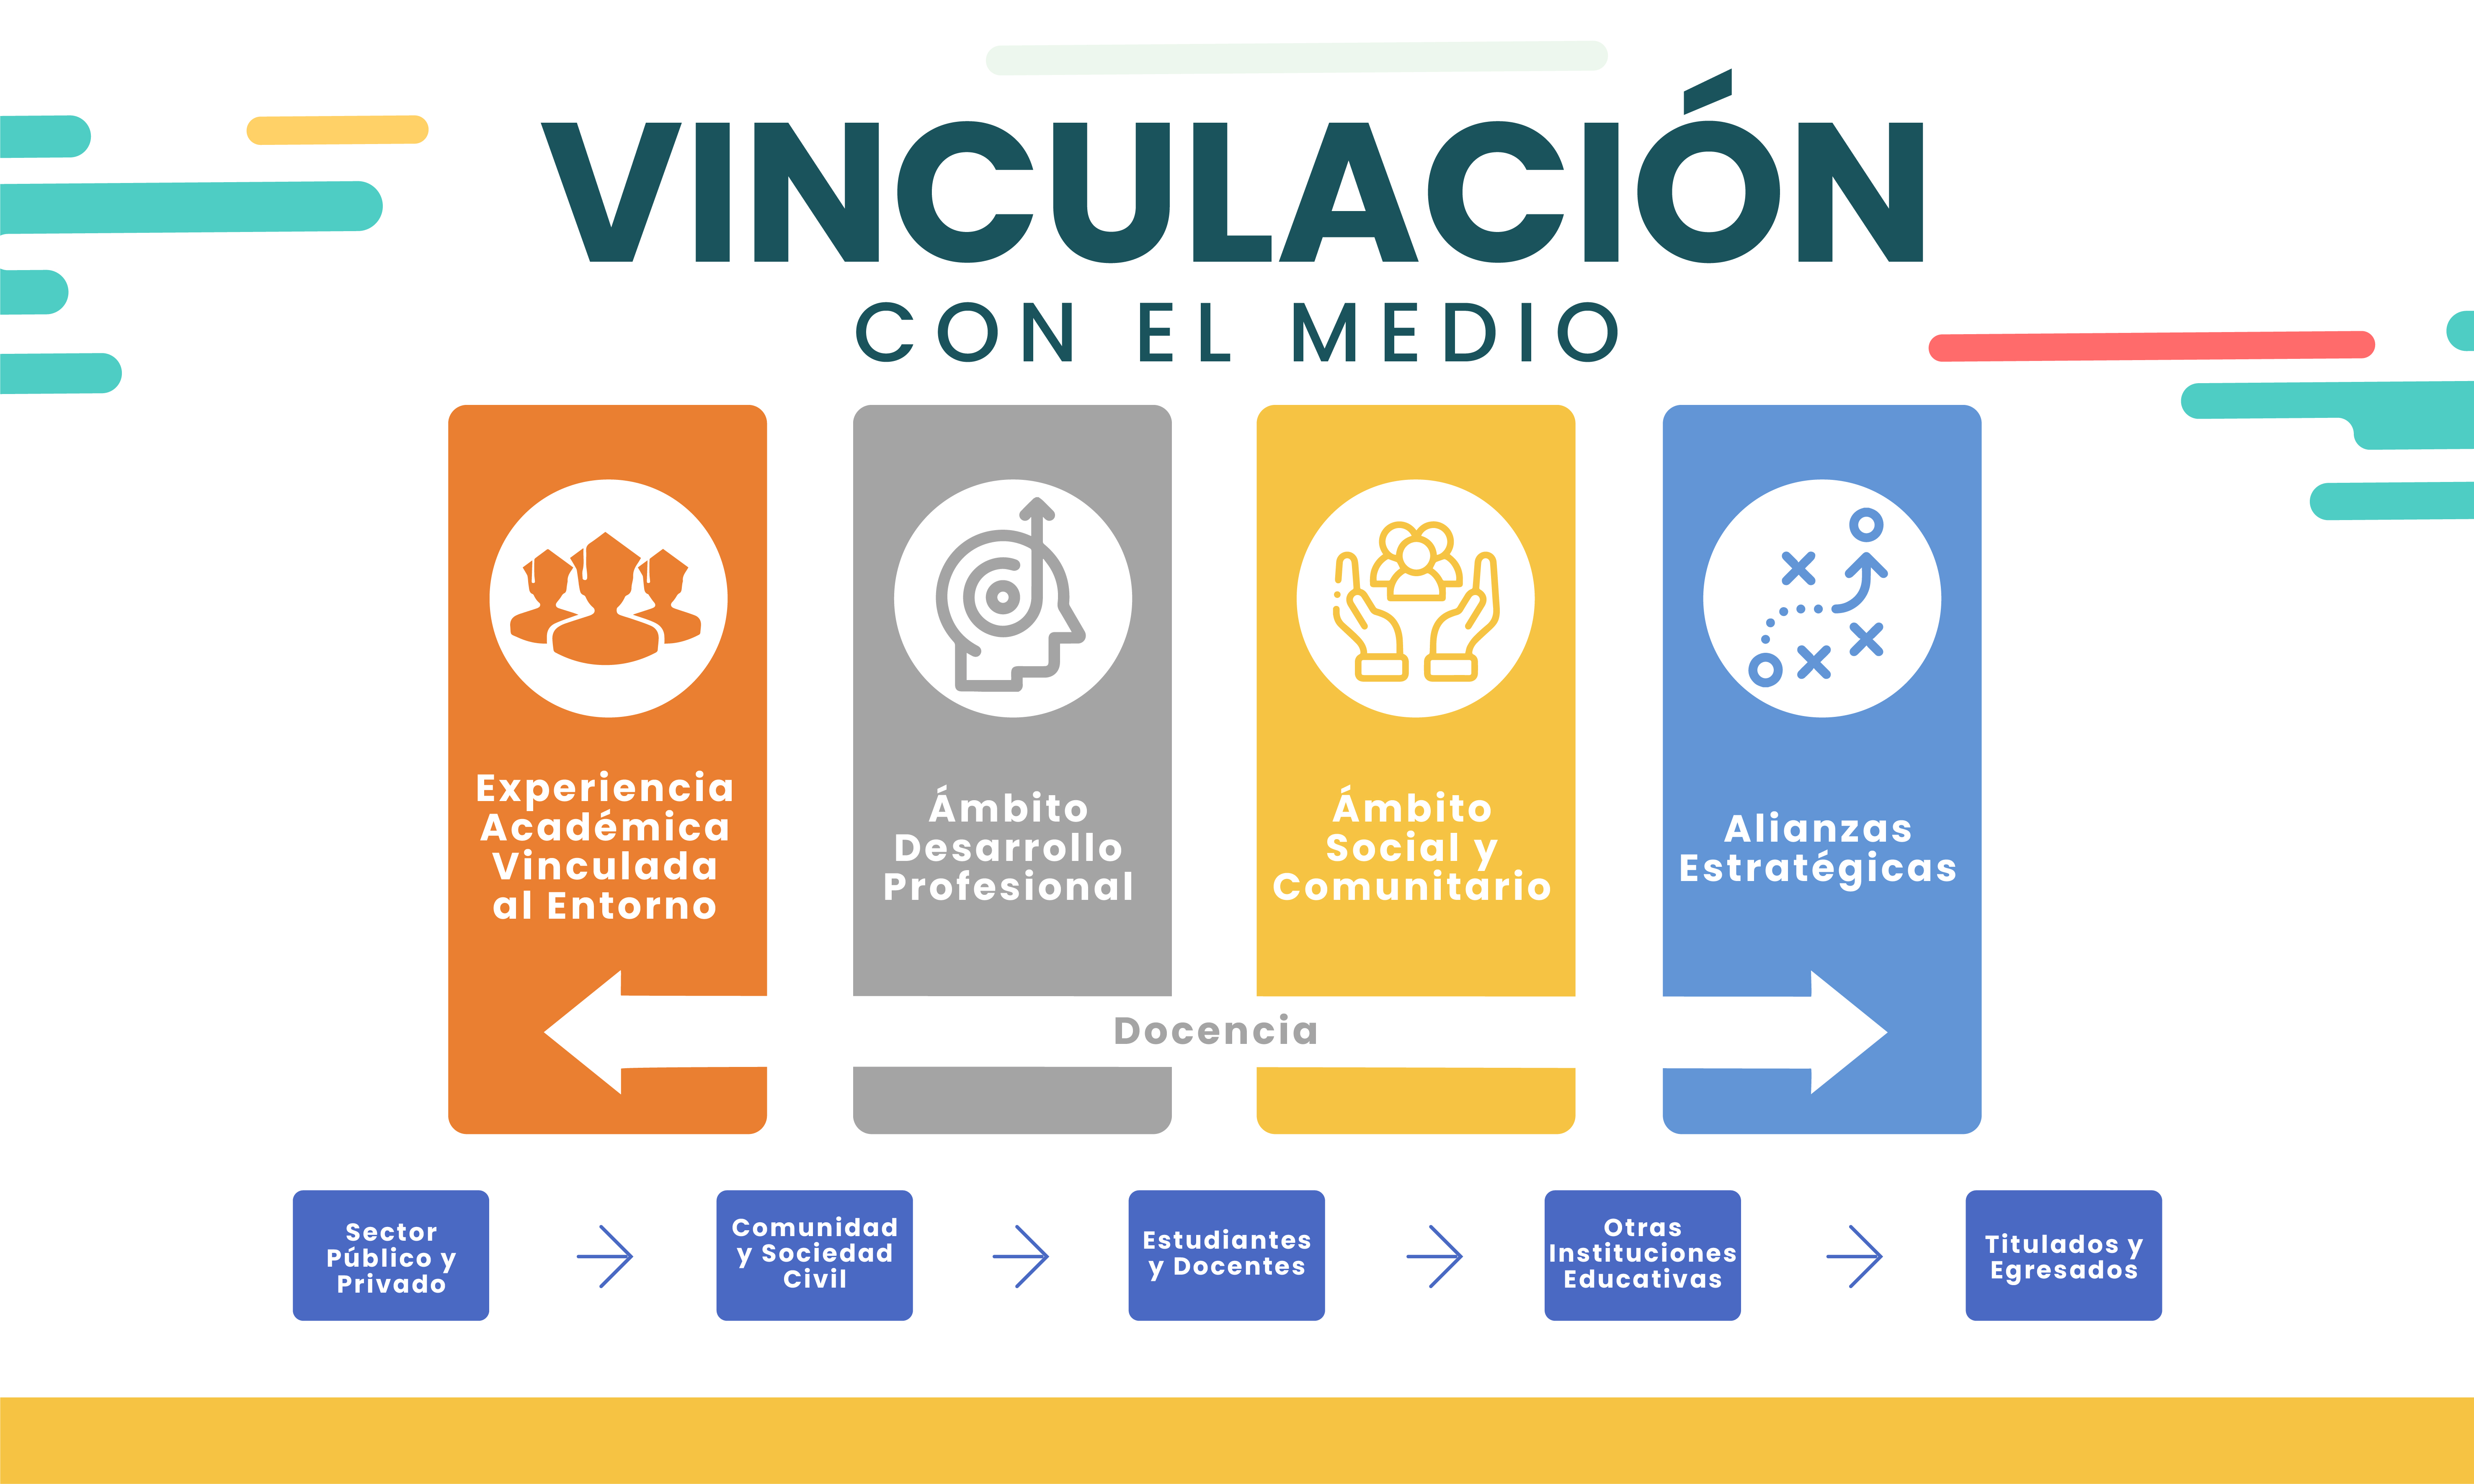 VINCULACIÓN
CON EL MEDIO
Experiencia
Académica
Vinculada
al Entorno
Ámbito
Desarrollo
Profesional
Ámbito
Social y
Comunitario
Alianzas
Estratégicas
Docencia
Sector
Público y
Privado
Comunidad
y Sociedad
Civil
Estudiantes
y Docentes
Otras
Instituciones
Educativas
Titulados y
Egresados